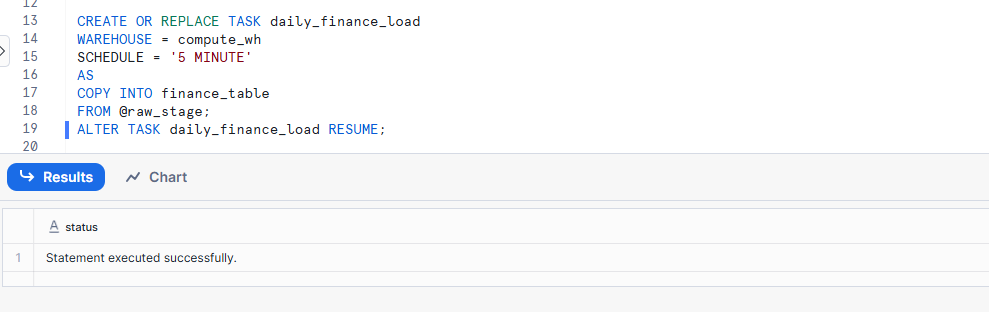 12
13 CREATE OR REPLACE TASK daily_finance_load
14 WAREHOUSE = compute_wh
15 SCHEDULE = '5 MINUTE'
16 AS
17 COPY INTO finance_table
18 FROM @raw_stage;
19 ALTER TASK daily_finance_load RESUME;
20
Results Chart
A status
1 Statement executed successfully.